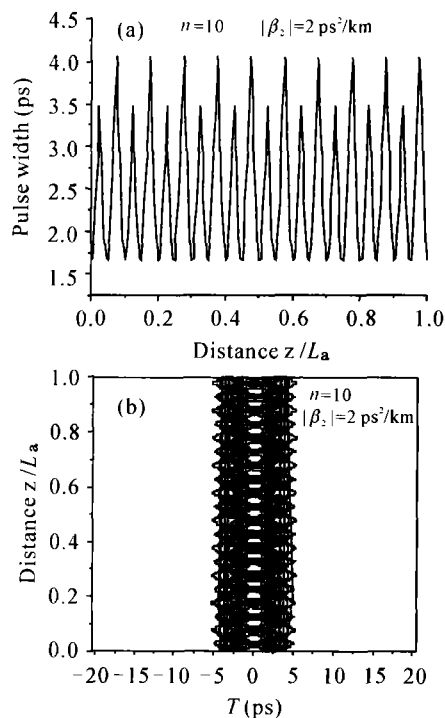 (a) n=10 |β₂|=2 ps²/km
4.0
3.5
3.0
2.5
2.0
1.5
Pulse width (ps)
0.0 0.2 0.4 0.6 0.8 1.0
Distance z/Lₐ
(b) n=10
|β₂|=2 ps²/km
1.0
0.8
0.6
0.4
0.2
0.0
Distance z/Lₐ
−20 −15 −10 −5 0 5 10 15 20
T (ps)